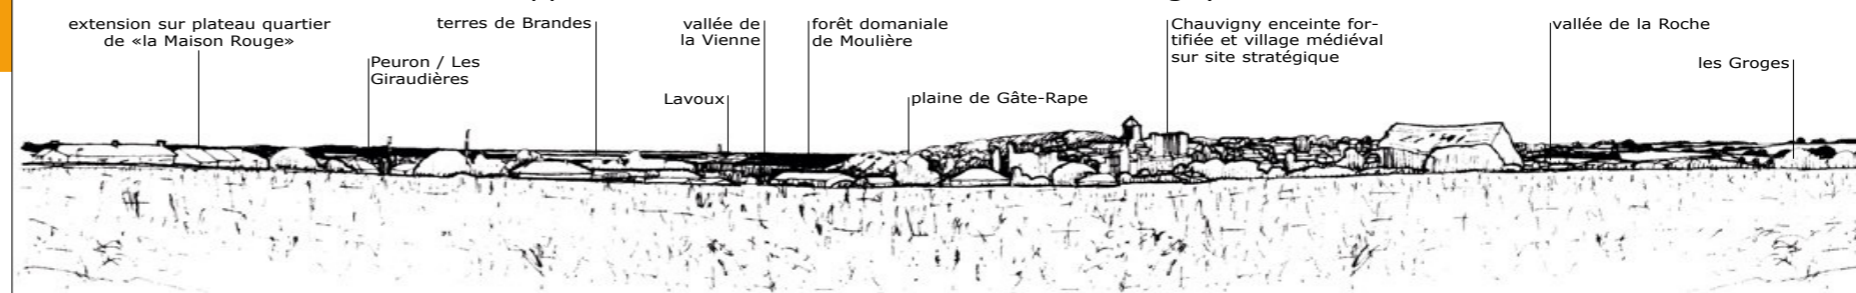 extension sur plateau quartier
de «la Maison Rouge»
Peuron / Les
Giraudières
terres de Brandes
Lavoux
vallée de
la Vienne
forêt domaniale
de Moulière
plaine de Gâte-Rape
Chauvigny enceinte for-
tifiée et village médiéval
sur site stratégique
vallée de la Roche
les Groges